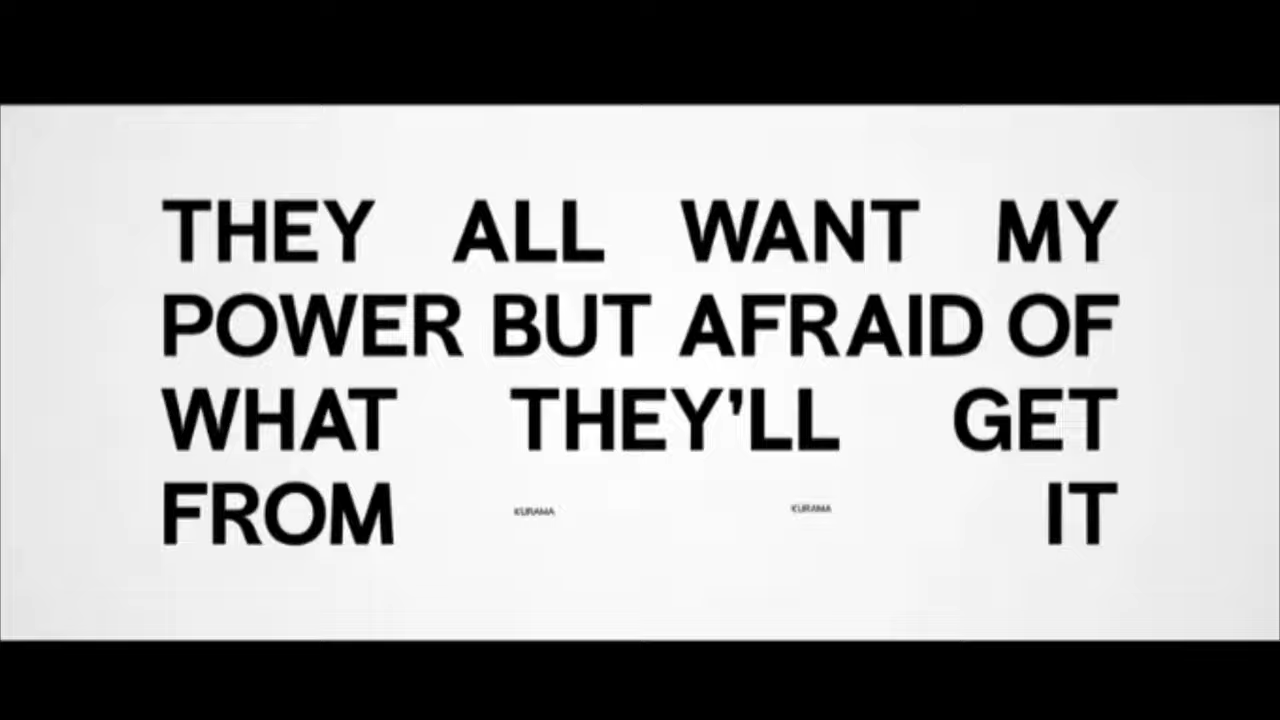 THEY ALL WANT MY
POWER BUT AFRAID OF
WHAT THEY'LL GET
FROM KURAMA KURAMA IT